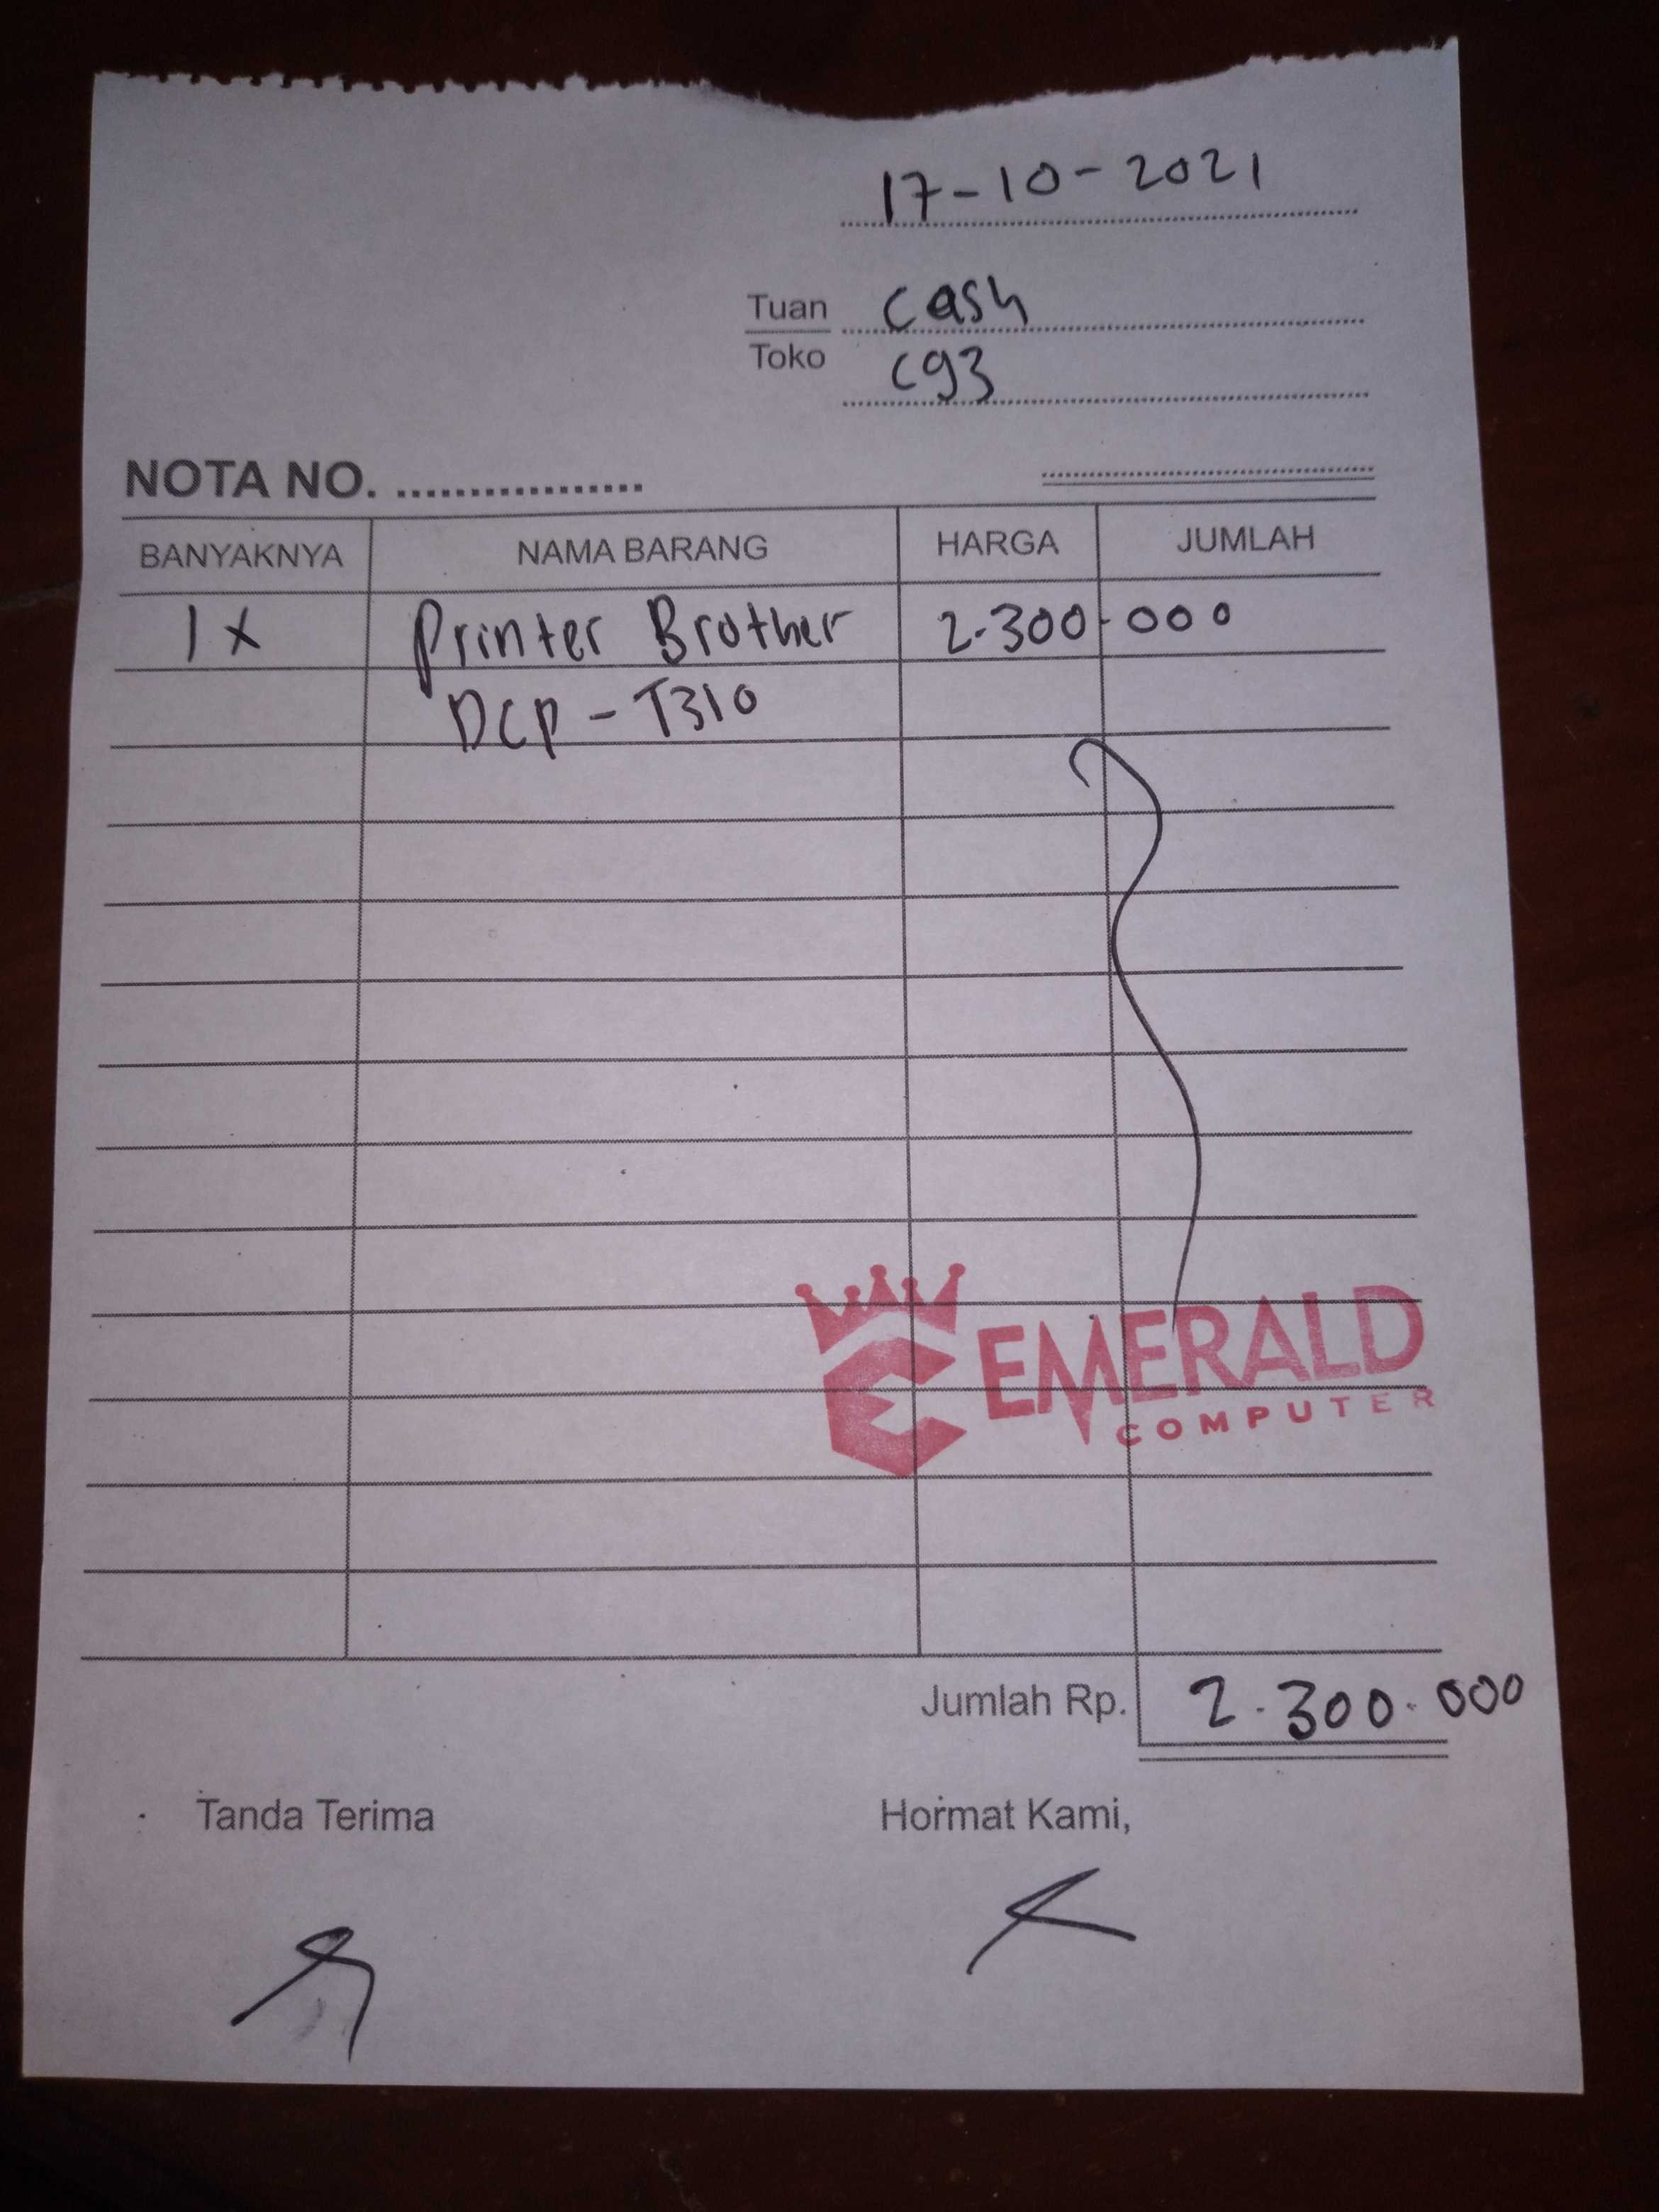 17-10-2021
Tuan cash
Toko cg3
NOTA NO. .................
BANYAKNYA NAMA BARANG HARGA JUMLAH
1 x Printer Brother 2.300.000
DCP - T310
EMERALD
COMPUTER
Jumlah Rp. 2.300.000
Tanda Terima Hormat Kami,